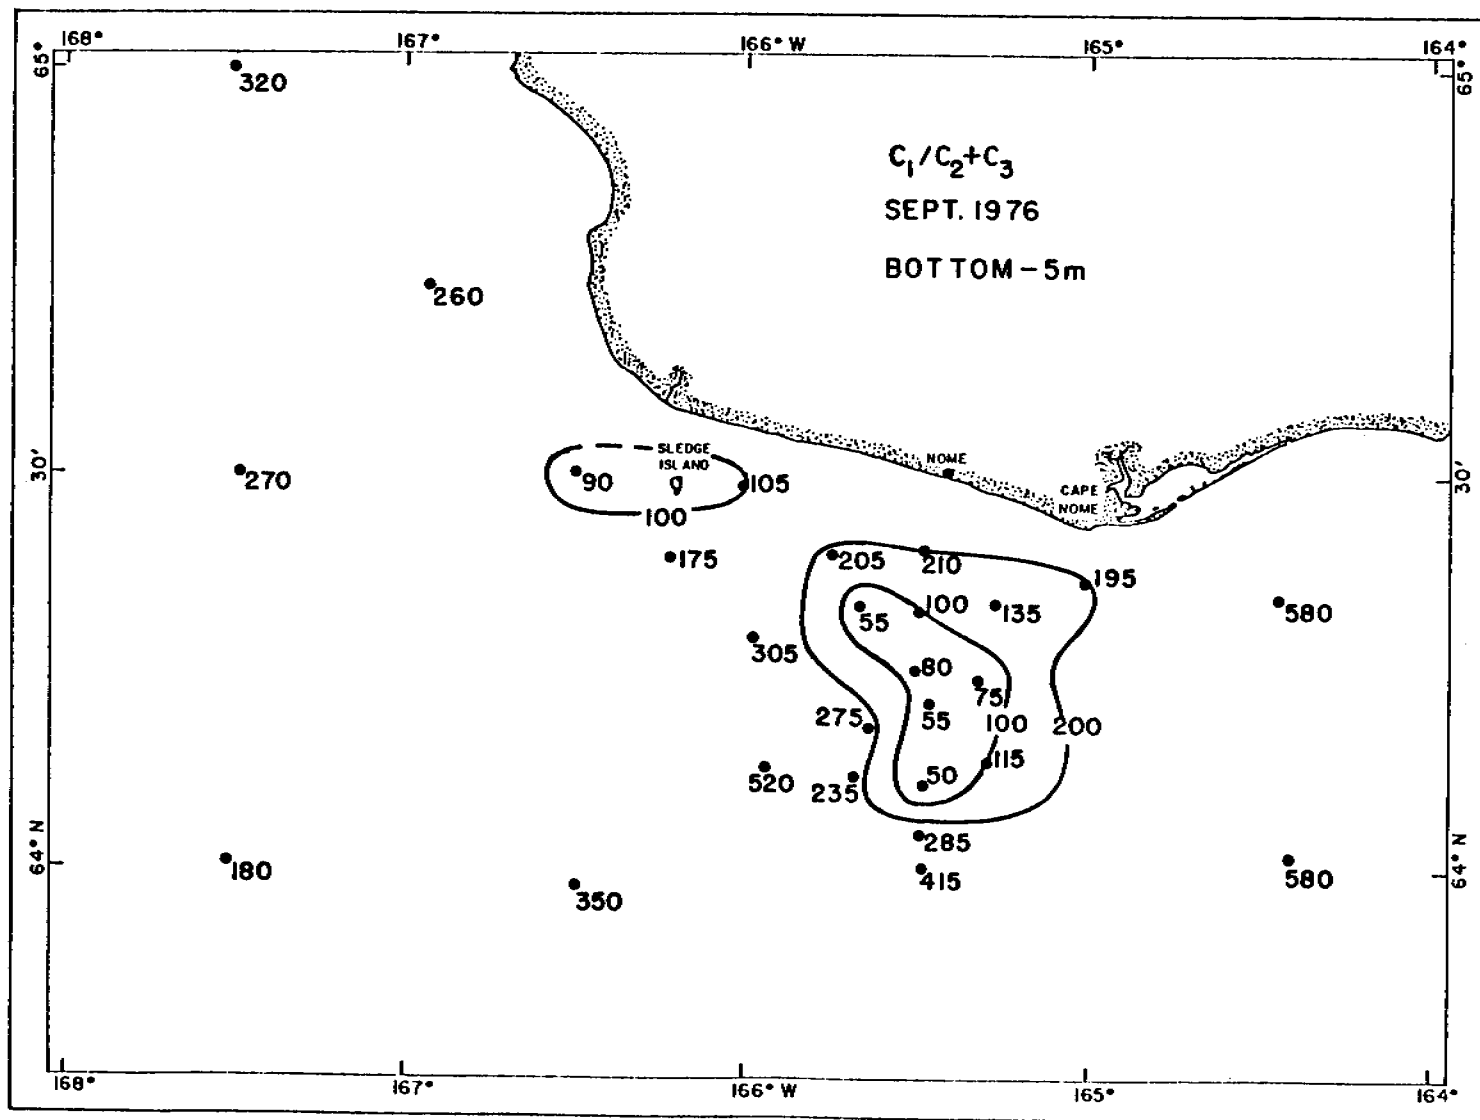 168° 167° 166° W 165° 164°
65° 65°
320
C₁/C₂+C₃
SEPT. 1976
BOTTOM – 5m
260
SLEDGE
ISLAND
NOME
30' 30'
270
90
105
100
CAPE
NOME
175
205
210
195
55
100
135
580
305
80
75
275
55
100
200
520
235
50
115
285
64° N 64° N
180
350
415
580
168° 167° 166° W 165° 164°